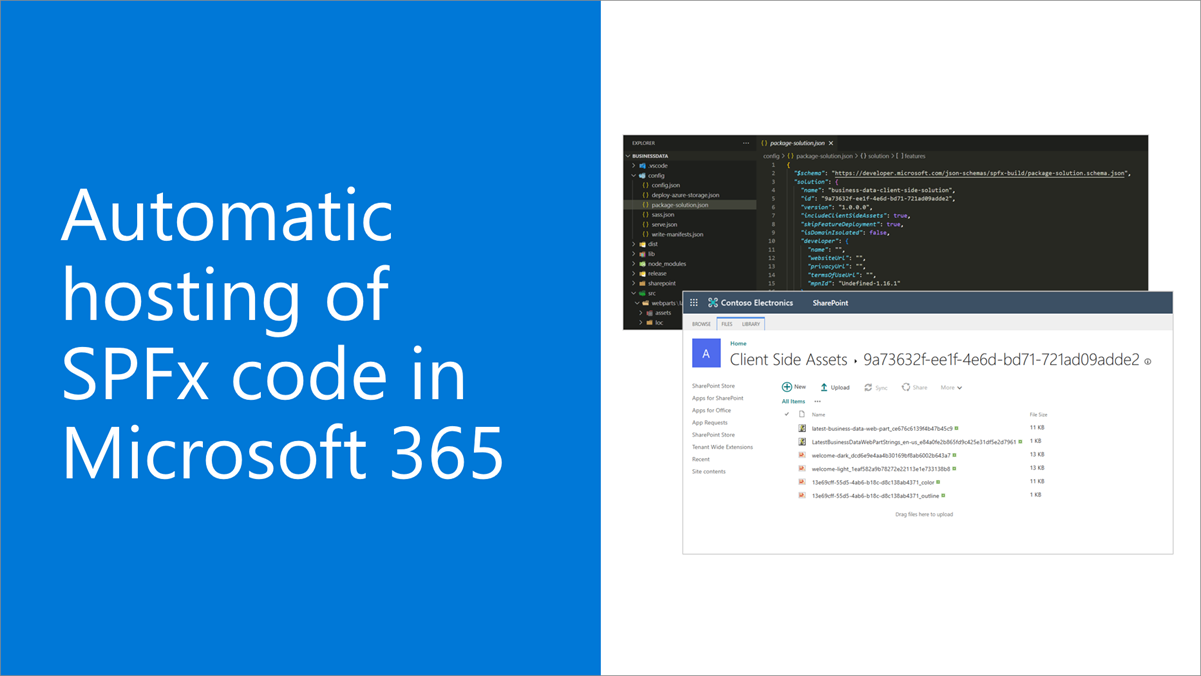 Automatic
hosting of
SPFx code in
Microsoft 365
EXPLORER ...
BUSINESSDATA
.vscode
config
{ } config.json
{ } deploy-azure-storage.json
{ } package-solution.json
{ } sass.json
{ } serve.json
{ } write-manifests.json
dist
lib
node_modules
release
sharepoint
src
assets
loc
{ } package-solution.json ×
config > { } package-solution.json > { } solution > [ ] features
1 {
2 "$schema": "https://developer.microsoft.com/json-schemas/spfx-build/package-solution.schema.json",
3 "solution": {
4 "name": "business-data-client-side-solution",
5 "id": "9a73632f-ee1f-4e6d-bd71-721ad09adde2",
6 "version": "1.0.0.0",
7 "includeClientSideAssets": true,
8 "skipFeatureDeployment": true,
9 "isDomainIsolated": false,
10 "developer": {
11 "name": "",
12 "websiteUrl": "",
13 "privacyUrl": "",
14 "termsOfUseUrl": "",
15 "mpnId": "Undefined-1.16.1"
Contoso Electronics SharePoint
BROWSE FILES LIBRARY
A
Home
Client Side Assets ▸ 9a73632f-ee1f-4e6d-bd71-721ad09adde2
SharePoint Store
Apps for SharePoint
Apps for Office
App Requests
SharePoint Store
Tenant Wide Extensions
Recent
Site contents
New Upload Sync Share More
All Items ...
Name File Size
latest-business-data-web-part_ce676c6139f4b47b45c9 11 KB
LatestBusinessDataWebPartStrings_en-us_e84a0fe2b865fd9c425e31df5e2d7961 1 KB
welcome-dark_dcd6e9e4aa4b30169bf8ab6002b643a7 13 KB
welcome-light_1eaf582a9b78272e22113e1e733138b8 13 KB
13e69cff-55d5-4ab6-b18c-d8c138ab4371_color 11 KB
13e69cff-55d5-4ab6-b18c-d8c138ab4371_outline 1 KB
Drag files here to upload